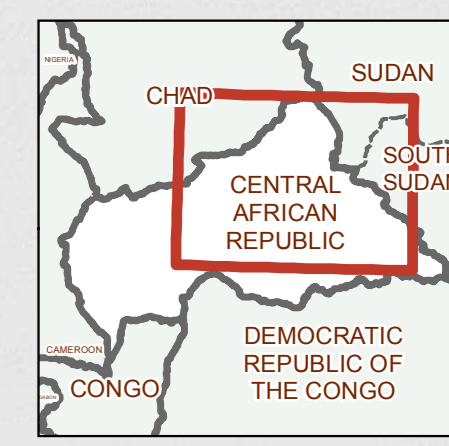 NIGERIA
SUDAN
CHAD
SOUTH
SUDAN
CENTRAL
AFRICAN
REPUBLIC
DEMOCRATIC
REPUBLIC OF
THE CONGO
CAMEROON
CONGO
GABON